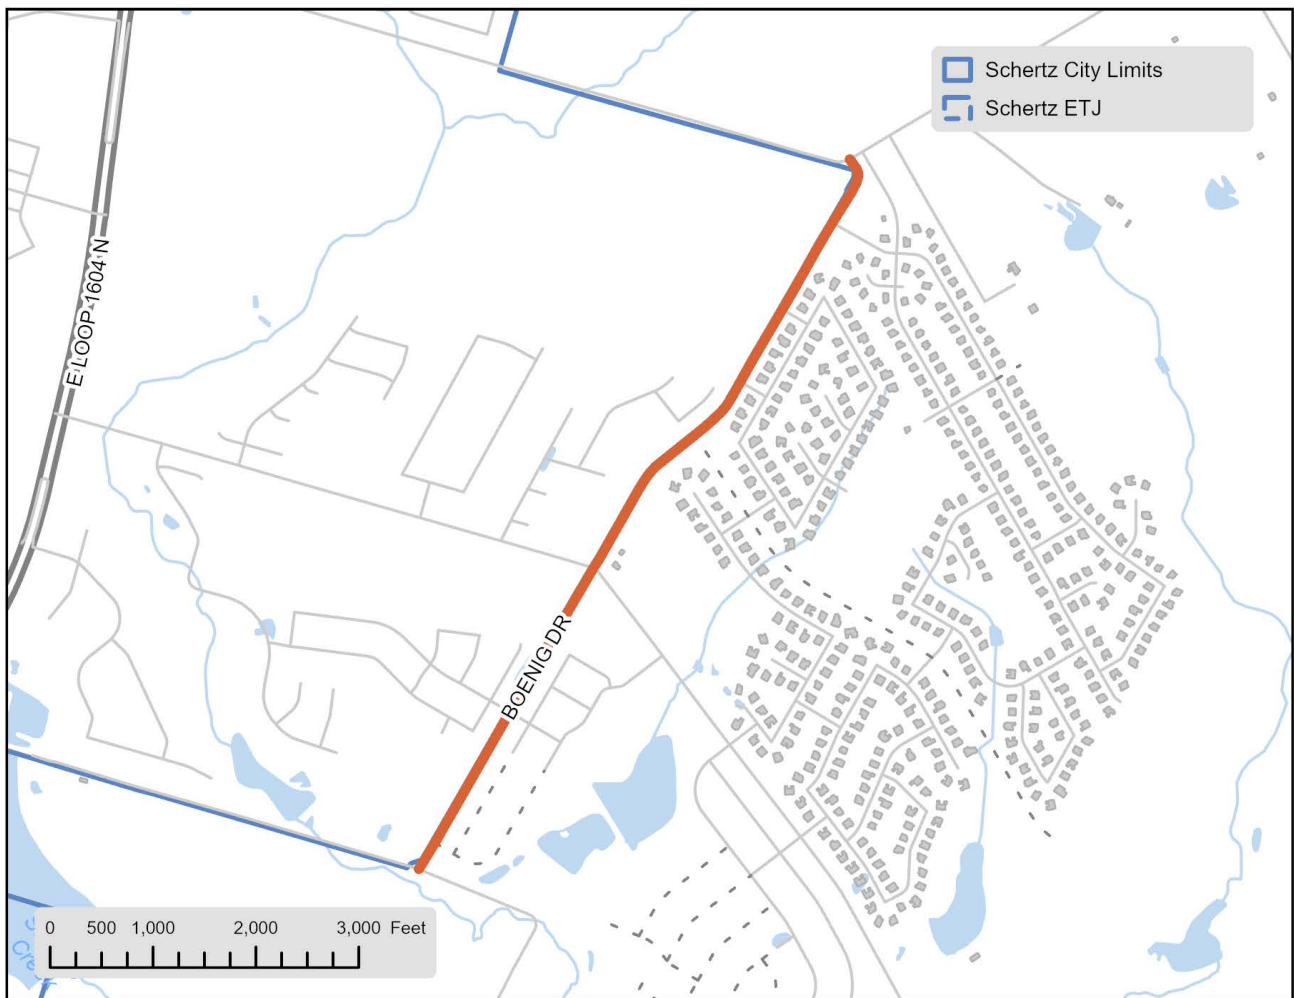 Schertz City Limits
Schertz ETJ
E LOOP 1604 N
BOENIG DR
0 500 1,000 2,000 3,000 Feet